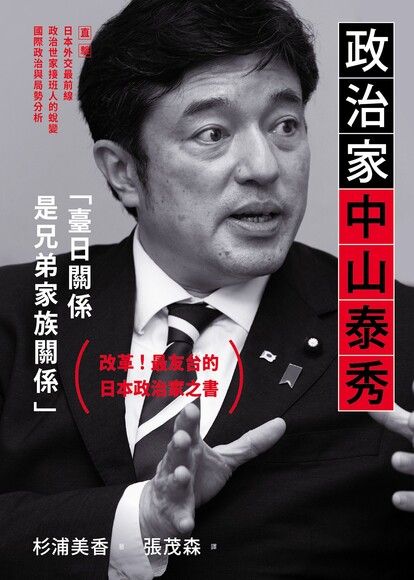 政治家中山泰秀
直擊
日本外交最前線
政治世家接班人的蛻變
國際政治與局勢分析
「臺日關係
是兄弟家族關係」
改革！最友台的
日本政治家之書
杉浦美香 著 張茂森 譯